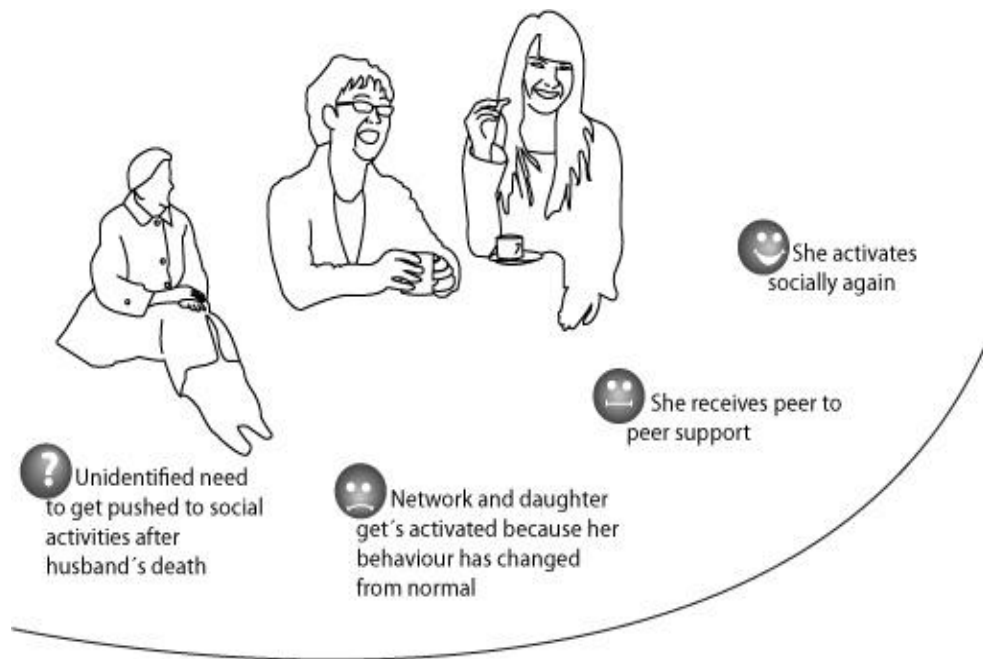 ? Unidentified need
to get pushed to social
activities after
husband´s death
Network and daughter
get´s activated because her
behaviour has changed
from normal
She receives peer to
peer support
She activates
socially again